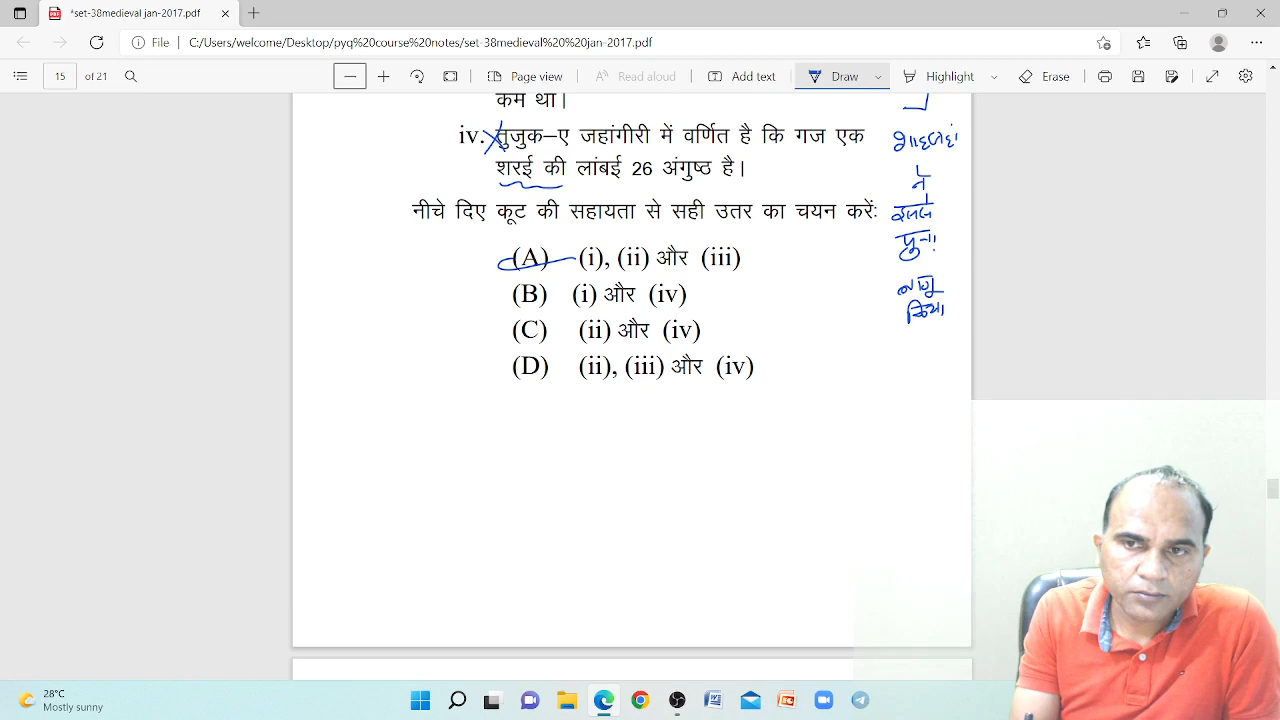 *set-38medieval jan-2017.pdf
File
C:/Users/welcome/Desktop/pyq%20course%20notes/set-38medieval%20%20jan-2017.pdf
15 of 21
Page view
Read aloud
Add text
Draw
Highlight
Erase
कम था।
iv. तुजुक–ए जहांगीरी में वर्णित है कि गज एक
शरई की लांबई 26 अंगुष्ठ है।
नीचे दिए कूट की सहायता से सही उतर का चयन करें:
(A) (i), (ii) और (iii)
(B) (i) और (iv)
(C) (ii) और (iv)
(D) (ii), (iii) और (iv)
शाहजहां
ने
इसे
पुनः
लागू
किया
28°C
Mostly sunny